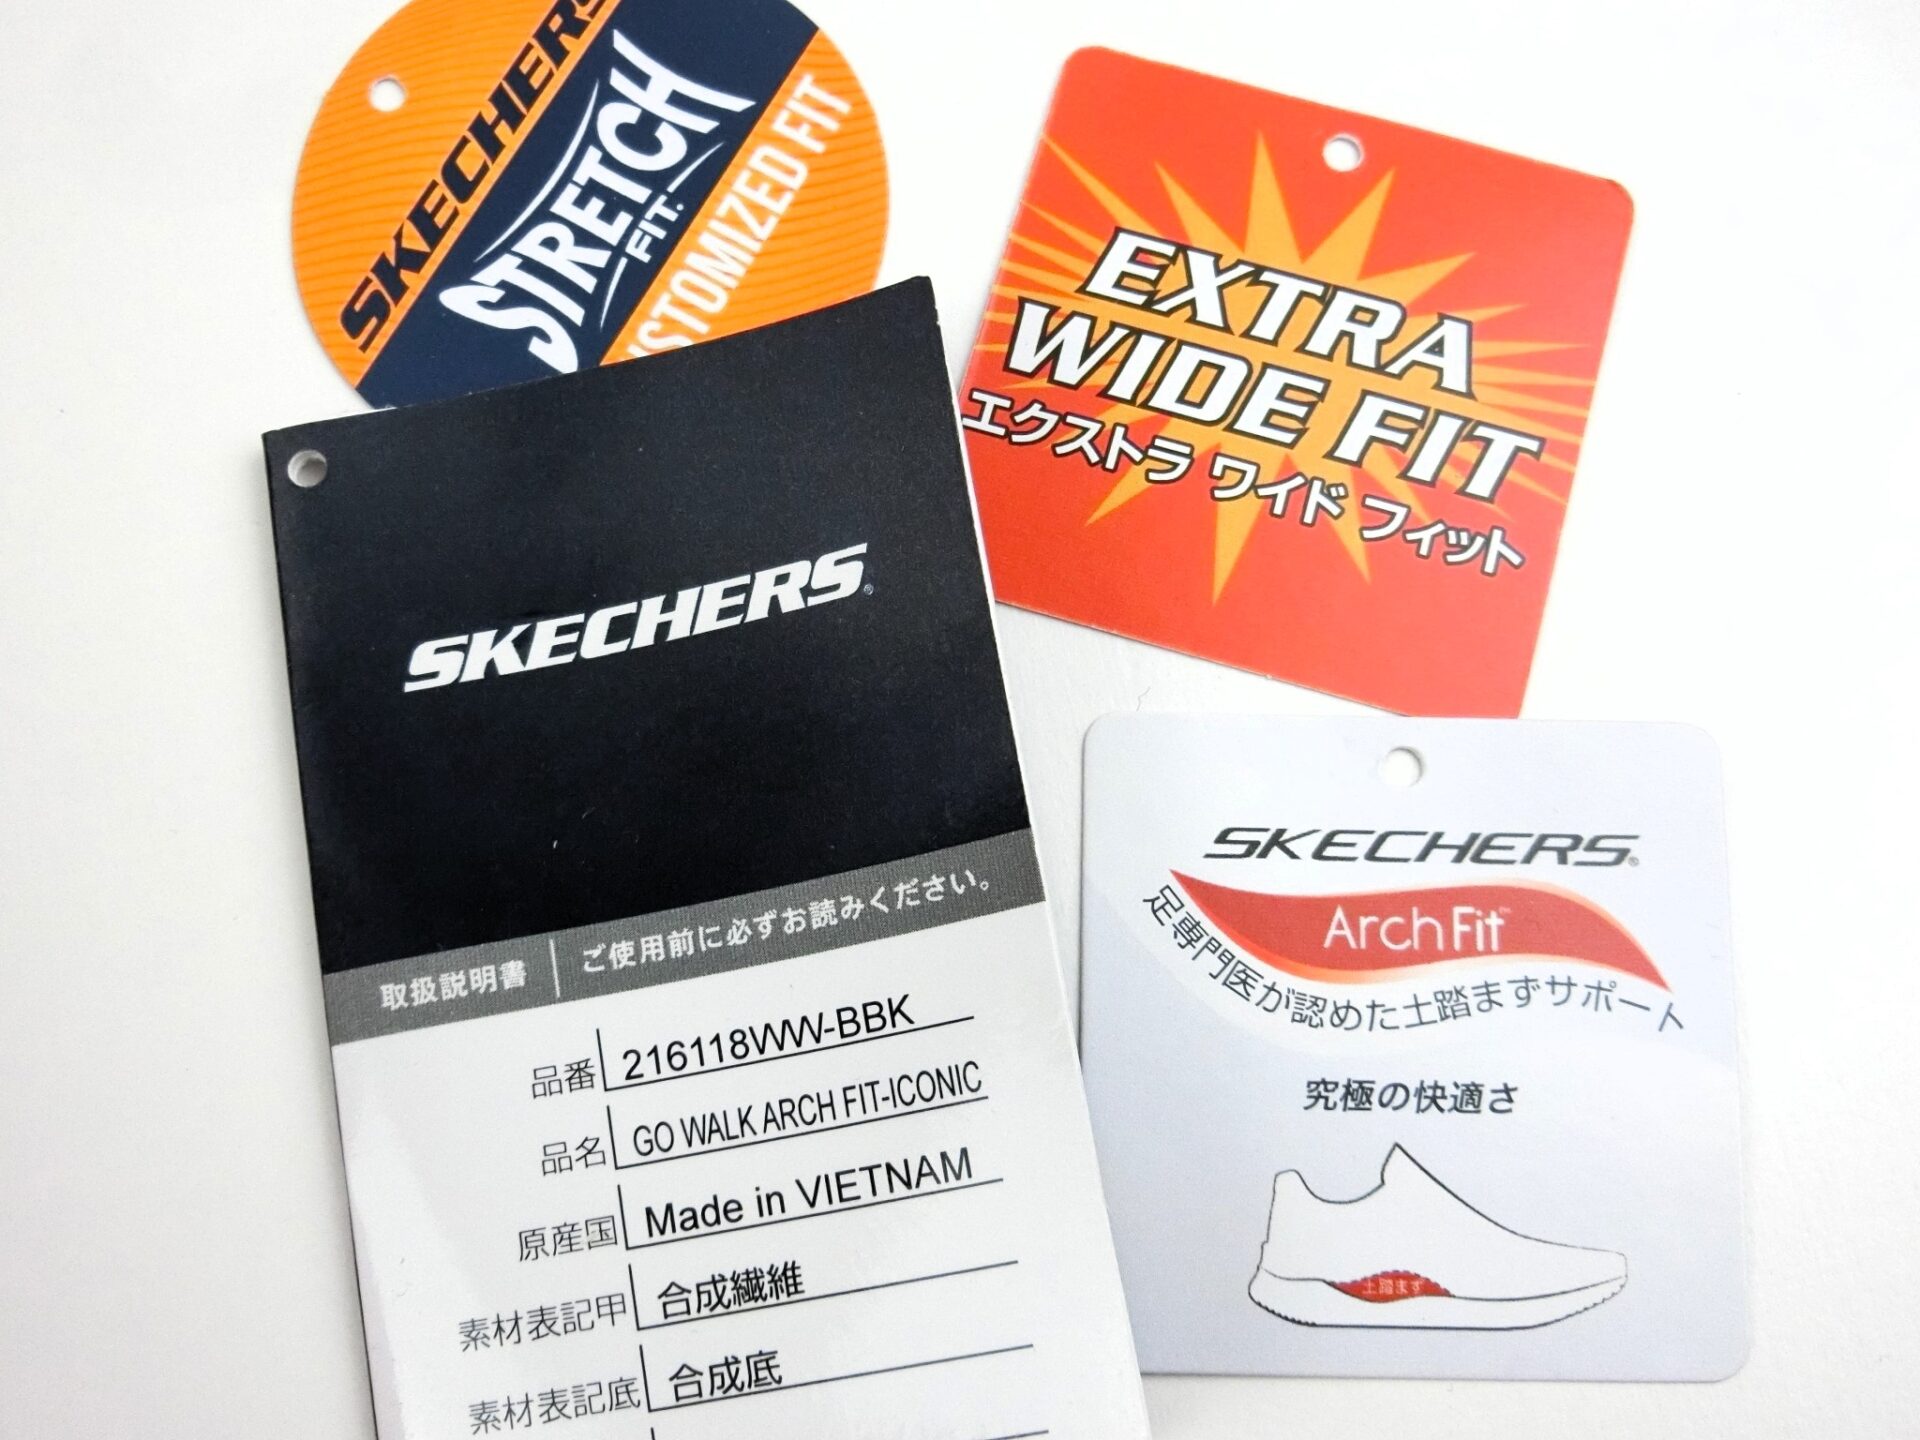 SKECHERS
STRETCH
FIT.
CUSTOMIZED FIT
EXTRA
WIDE FIT
エクストラ ワイド フィット
SKECHERS®
取扱説明書 ご使用前に必ずお読みください。
品番 216118WW-BBK
品名 GO WALK ARCH FIT-ICONIC
原産国 Made in VIETNAM
素材表記甲 合成繊維
素材表記底 合成底
SKECHERS®
Arch Fit™
足専門医が認めた土踏まずサポート
究極の快適さ
土踏まず